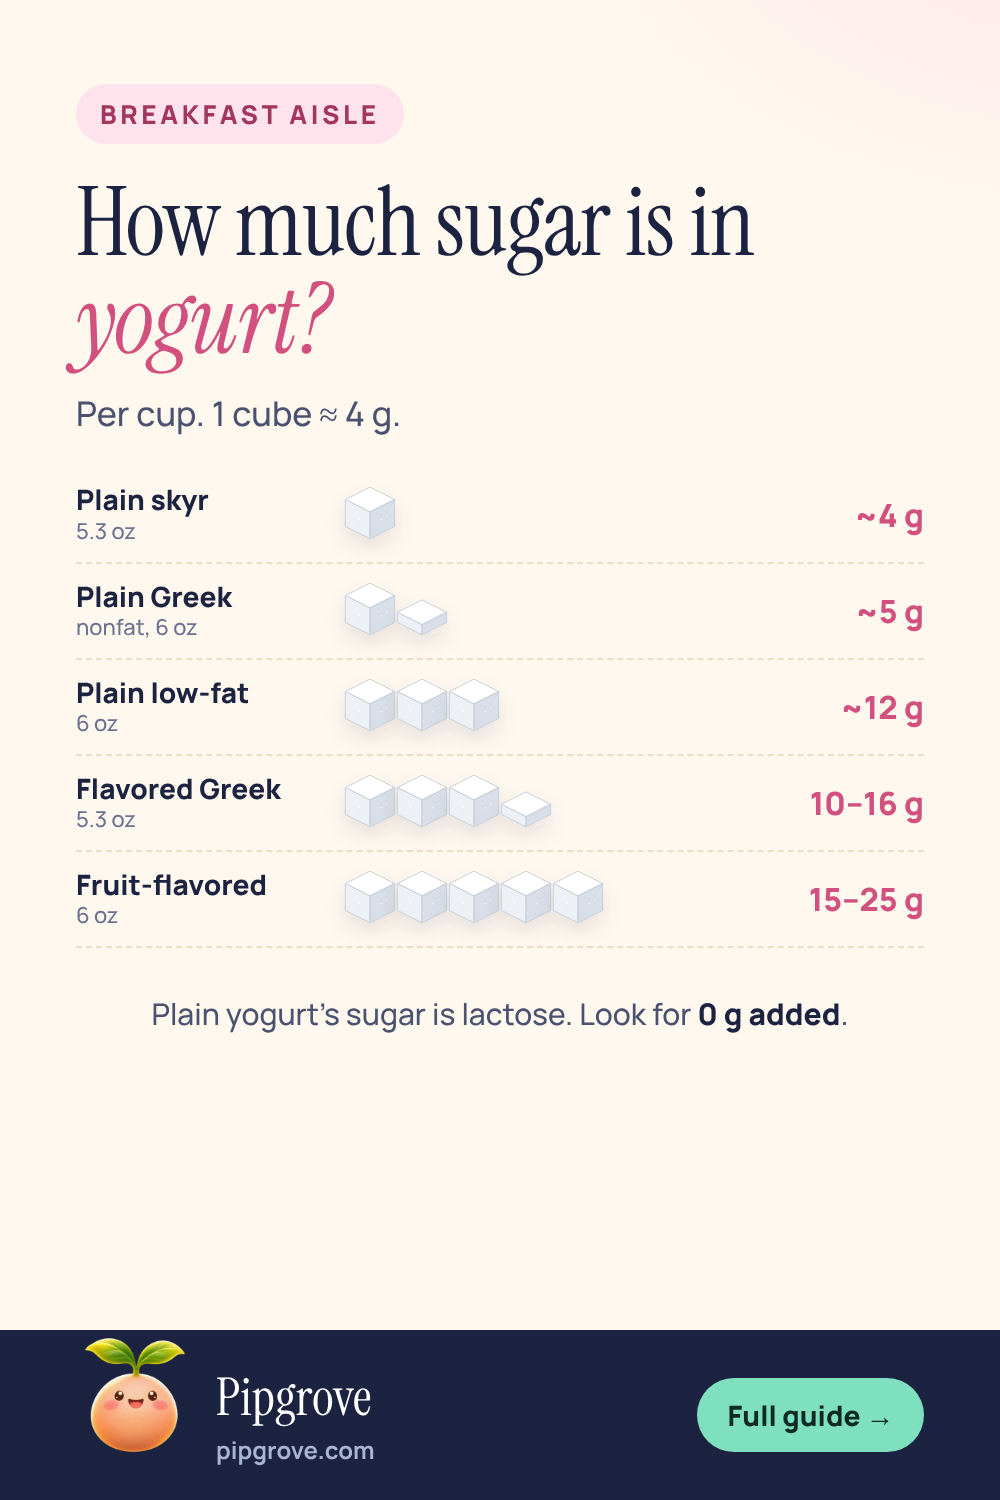 BREAKFAST AISLE
How much sugar is in
yogurt?
Per cup. 1 cube ≈ 4 g.
Plain skyr
5.3 oz
~4 g
Plain Greek
nonfat, 6 oz
~5 g
Plain low-fat
6 oz
~12 g
Flavored Greek
5.3 oz
10–16 g
Fruit-flavored
6 oz
15–25 g
Plain yogurt’s sugar is lactose. Look for 0 g added.
Pipgrove
pipgrove.com
Full guide →